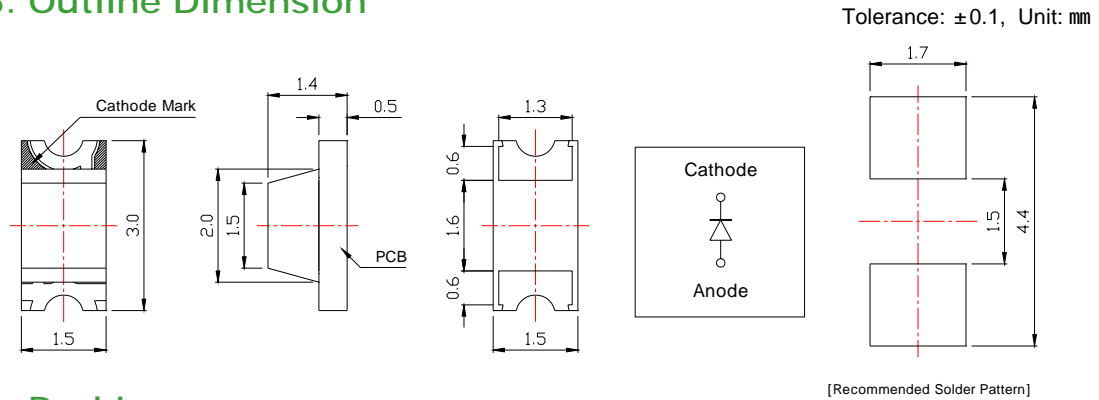 Outline Dimension
Tolerance: ±0.1, Unit: ㎜
Cathode Mark
3.0
1.5
1.4
0.5
2.0
1.5
PCB
1.3
0.6
1.6
0.6
1.5
Cathode
Anode
1.7
1.5
4.4
[Recommended Solder Pattern]